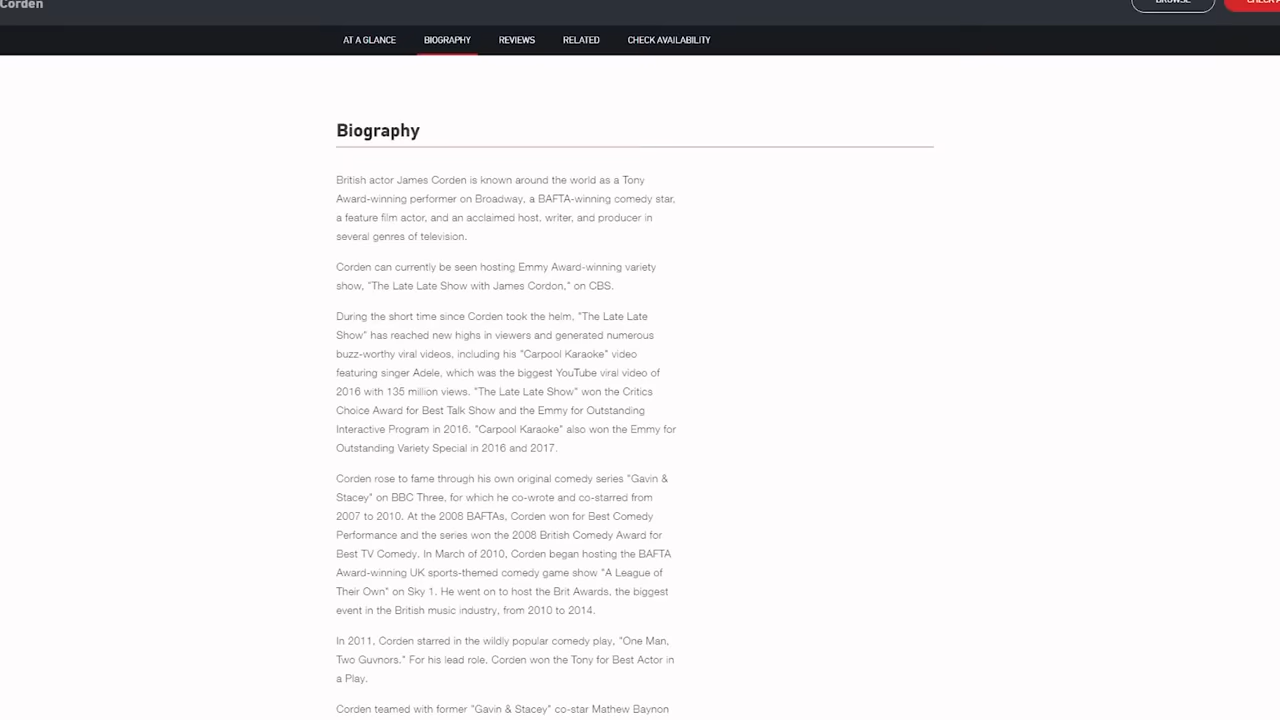 Corden
BROWSE
AT A GLANCE
BIOGRAPHY
REVIEWS
RELATED
CHECK AVAILABILITY
Biography
British actor James Corden is known around the world as a Tony
Award-winning performer on Broadway, a BAFTA-winning comedy star,
a feature film actor, and an acclaimed host, writer, and producer in
several genres of television.
Corden can currently be seen hosting Emmy Award-winning variety
show, "The Late Late Show with James Cordon," on CBS.
During the short time since Corden took the helm, "The Late Late
Show" has reached new highs in viewers and generated numerous
buzz-worthy viral videos, including his "Carpool Karaoke" video
featuring singer Adele, which was the biggest YouTube viral video of
2016 with 135 million views. "The Late Late Show" won the Critics
Choice Award for Best Talk Show and the Emmy for Outstanding
Interactive Program in 2016. "Carpool Karaoke" also won the Emmy for
Outstanding Variety Special in 2016 and 2017.
Corden rose to fame through his own original comedy series "Gavin &
Stacey" on BBC Three, for which he co-wrote and co-starred from
2007 to 2010. At the 2008 BAFTAs, Corden won for Best Comedy
Performance and the series won the 2008 British Comedy Award for
Best TV Comedy. In March of 2010, Corden began hosting the BAFTA
Award-winning UK sports-themed comedy game show "A League of
Their Own" on Sky 1. He went on to host the Brit Awards, the biggest
event in the British music industry, from 2010 to 2014.
In 2011, Corden starred in the wildly popular comedy play, "One Man,
Two Guvnors." For his lead role, Corden won the Tony for Best Actor in
a Play.
Corden teamed with former "Gavin & Stacey" co-star Mathew Baynon